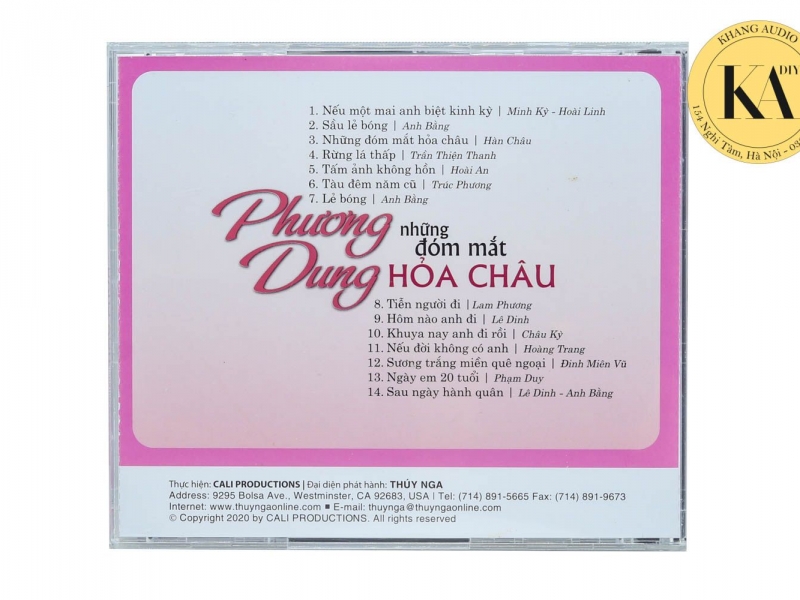 KHANG AUDIO
KA
DIY
154 Nghi Tàm, Hà Nội - 03
1. Nếu một mai anh biệt kinh kỳ | Minh Kỳ - Hoài Linh
2. Sầu lẻ bóng | Anh Bằng
3. Những đóm mắt hỏa châu | Hàn Châu
4. Rừng lá thấp | Trần Thiện Thanh
5. Tấm ảnh không hồn | Hoài An
6. Tàu đêm năm cũ | Trúc Phương
7. Lẻ bóng | Anh Bằng
Phương
Dung
những
đóm mắt
HỎA CHÂU
8. Tiễn người đi | Lam Phương
9. Hôm nào anh đi | Lê Dinh
10. Khuya nay anh đi rồi | Châu Kỳ
11. Nếu đời không có anh | Hoàng Trang
12. Sương trắng miền quê ngoại | Đinh Miên Vũ
13. Ngày em 20 tuổi | Phạm Duy
14. Sau ngày hành quân | Lê Dinh - Anh Bằng
Thực hiện: CALI PRODUCTIONS | Đại diện phát hành: THÚY NGA
Address: 9295 Bolsa Ave., Westminster, CA 92683, USA | Tel: (714) 891-5665 Fax: (714) 891-9673
Internet: www.thuyngaonline.com ■ E-mail: thuynga@thuyngaonline.com
© Copyright 2020 by CALI PRODUCTIONS. All rights reserved